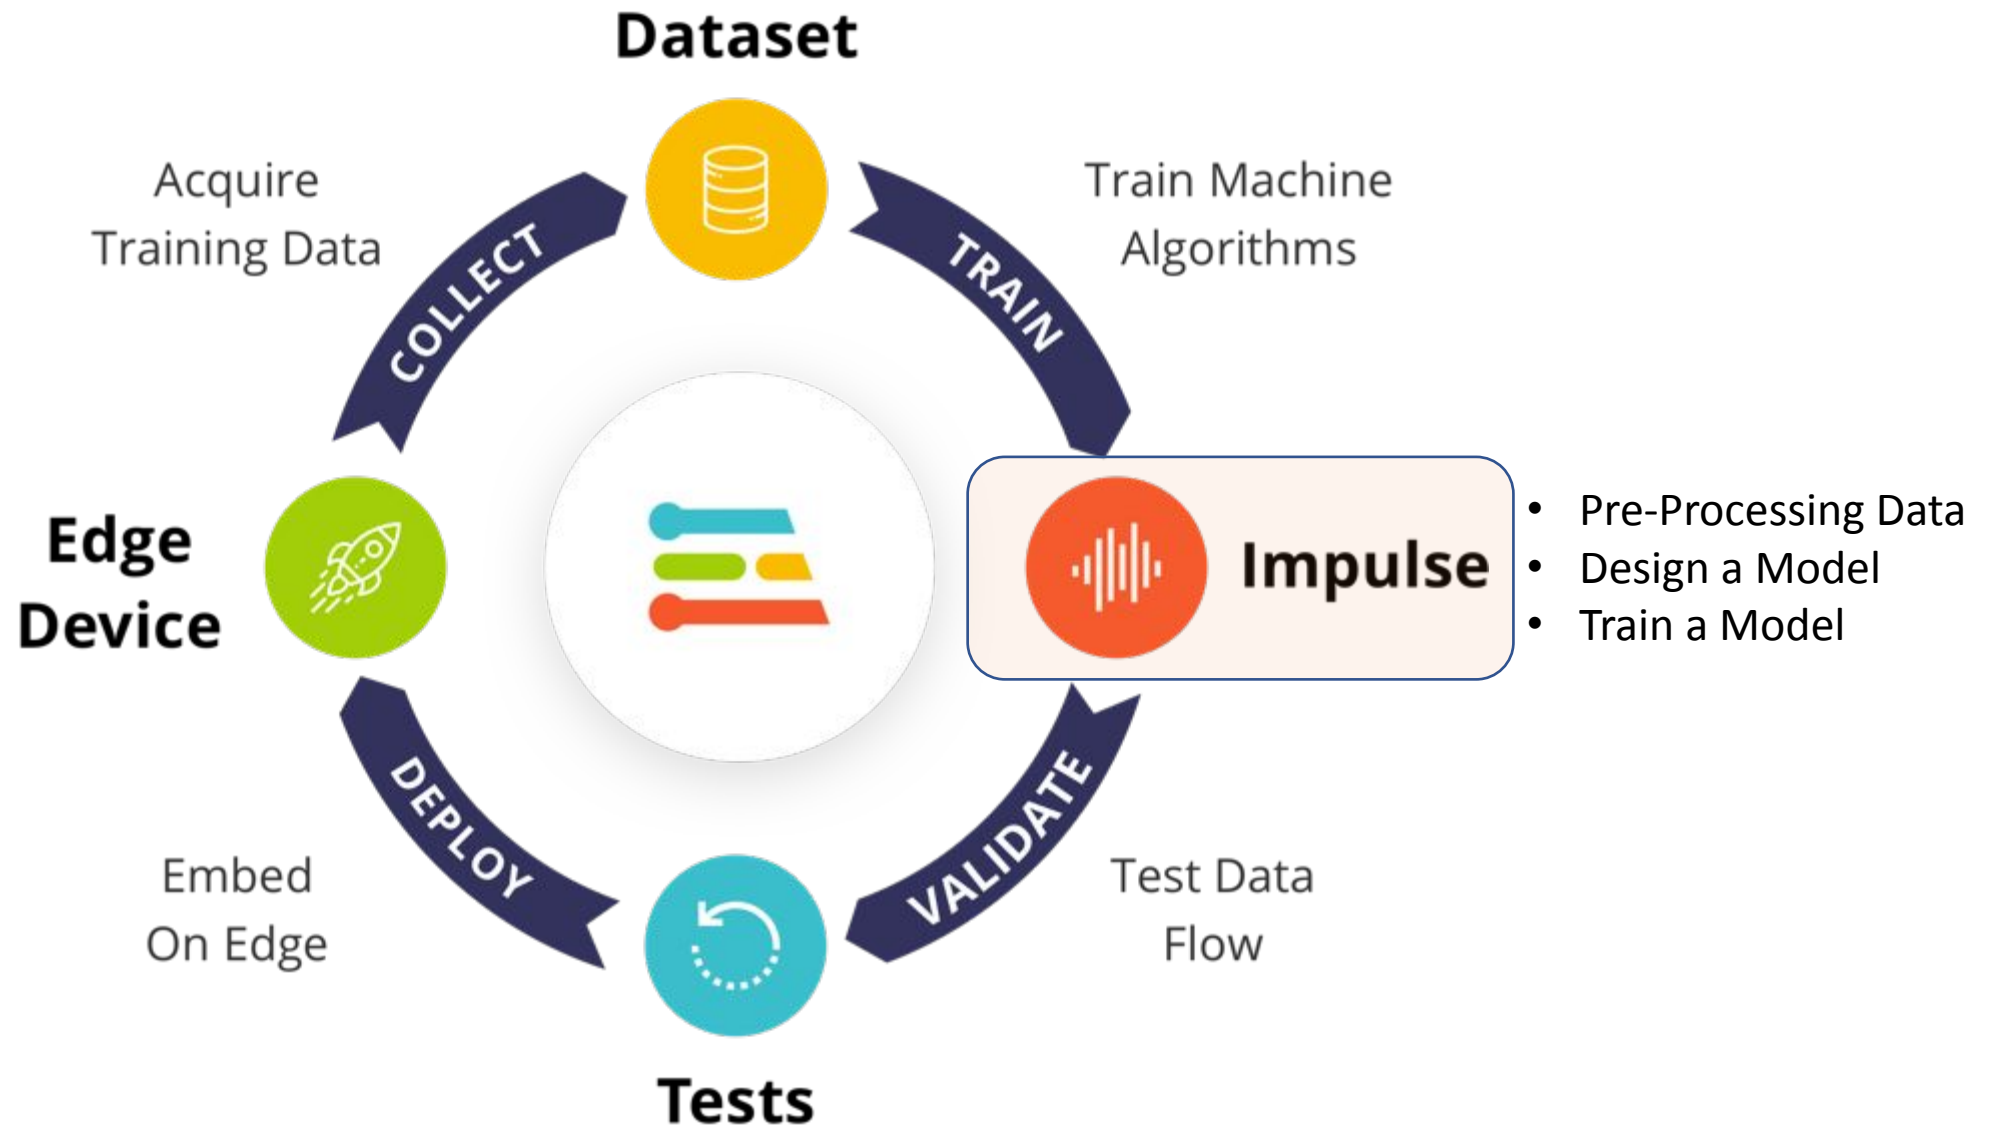 Dataset
Acquire
Training Data
COLLECT
TRAIN
Train Machine
Algorithms
Edge
Device
Impulse
• Pre-Processing Data
• Design a Model
• Train a Model
DEPLOY
VALIDATE
Embed
On Edge
Test Data
Flow
Tests